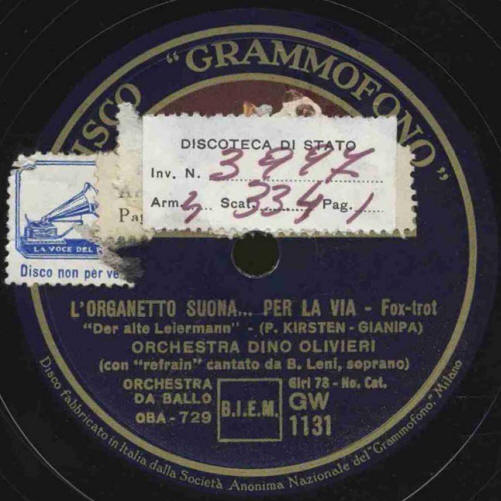 DISCO "GRAMMOFONO"
DISCOTECA DI STATO
Inv. N. 3997
Arm. 4 Scat. 334 Pag. 1
Pag
LA VOCE DEL
Disco non per
L'ORGANETTO SUONA... PER LA VIA - Fox-trot
"Der alte Leiermann" - (P. KIRSTEN - GIANIPA)
ORCHESTRA DINO OLIVIERI
(con "refrain" cantato da B. Leni, soprano)
ORCHESTRA
DA BALLO
OBA-729
B.I.E.M.
Giri 78 - No. Cat.
GW
1131
Disco fabbricato in Italia dalla Società Anonima Nazionale del "Grammofono," Milano